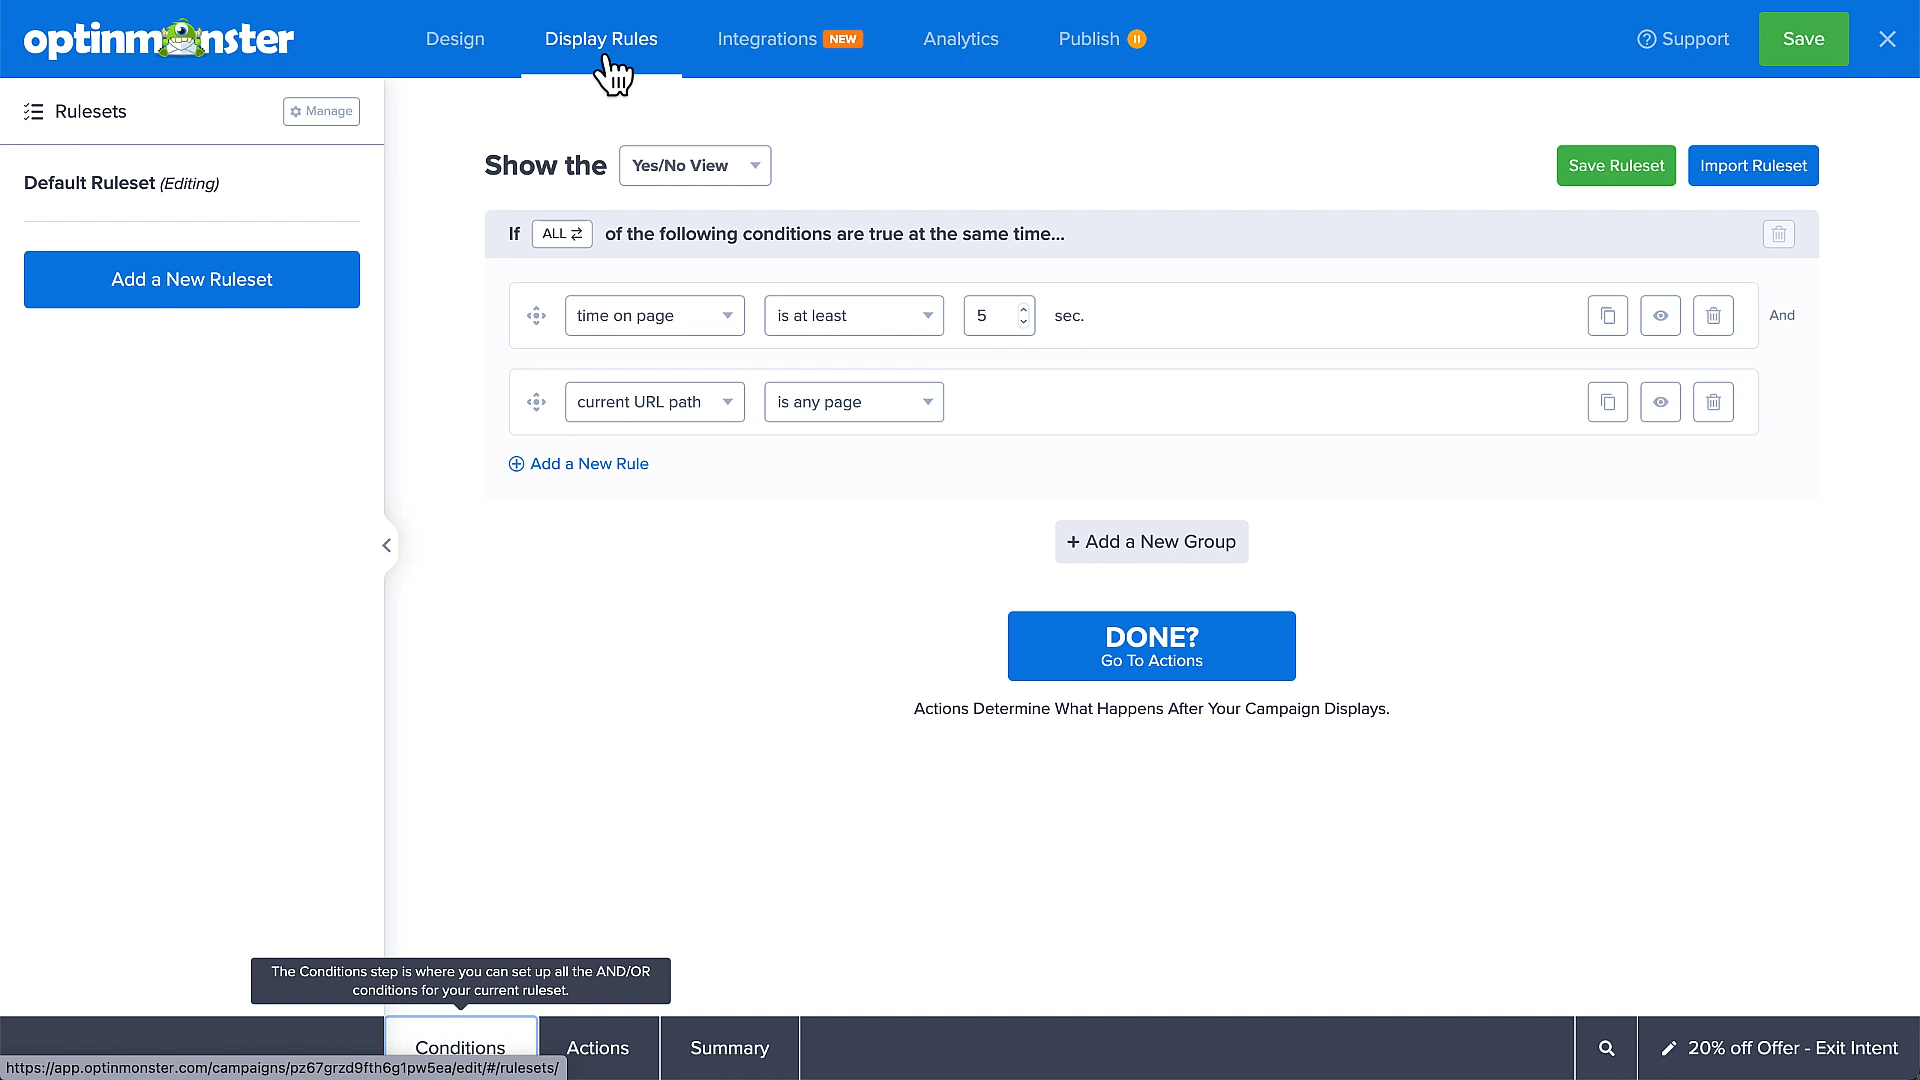 optinmonster
Design
Display Rules
Integrations NEW
Analytics
Publish
Support
Save
Rulesets
Manage
Default Ruleset (Editing)
Add a New Ruleset
Show the Yes/No View
Save Ruleset
Import Ruleset
If ALL of the following conditions are true at the same time...
time on page is at least 5 sec. And
current URL path is any page
Add a New Rule
+ Add a New Group
DONE?
Go To Actions
Actions Determine What Happens After Your Campaign Displays.
The Conditions step is where you can set up all the AND/OR
conditions for your current ruleset.
Conditions
Actions
Summary
20% off Offer - Exit Intent
https://app.optinmonster.com/campaigns/pz67grzd9fth6g1pw5ea/edit/#/rulesets/